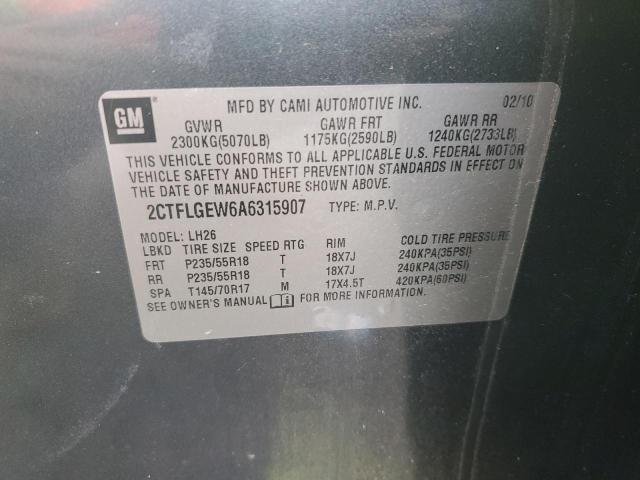 GM
MFD BY CAMI AUTOMOTIVE INC. 02/10
GVWR GAWR FRT GAWR RR
2300KG(5070LB) 1175KG(2590LB) 1240KG(2733LB)
THIS VEHICLE CONFORMS TO ALL APPLICABLE U.S. FEDERAL MOTOR
VEHICLE SAFETY AND THEFT PREVENTION STANDARDS IN EFFECT ON
THE DATE OF MANUFACTURE SHOWN ABOVE.
2CTFLGEW6A6315907 TYPE: M.P.V.
MODEL: LH26
LBKD TIRE SIZE SPEED RTG RIM COLD TIRE PRESSURE
FRT P235/55R18 T 18X7J 240KPA(35PSI)
RR P235/55R18 T 18X7J 240KPA(35PSI)
SPA T145/70R17 M 17X4.5T 420KPA(60PSI)
SEE OWNER'S MANUAL FOR MORE INFORMATION.